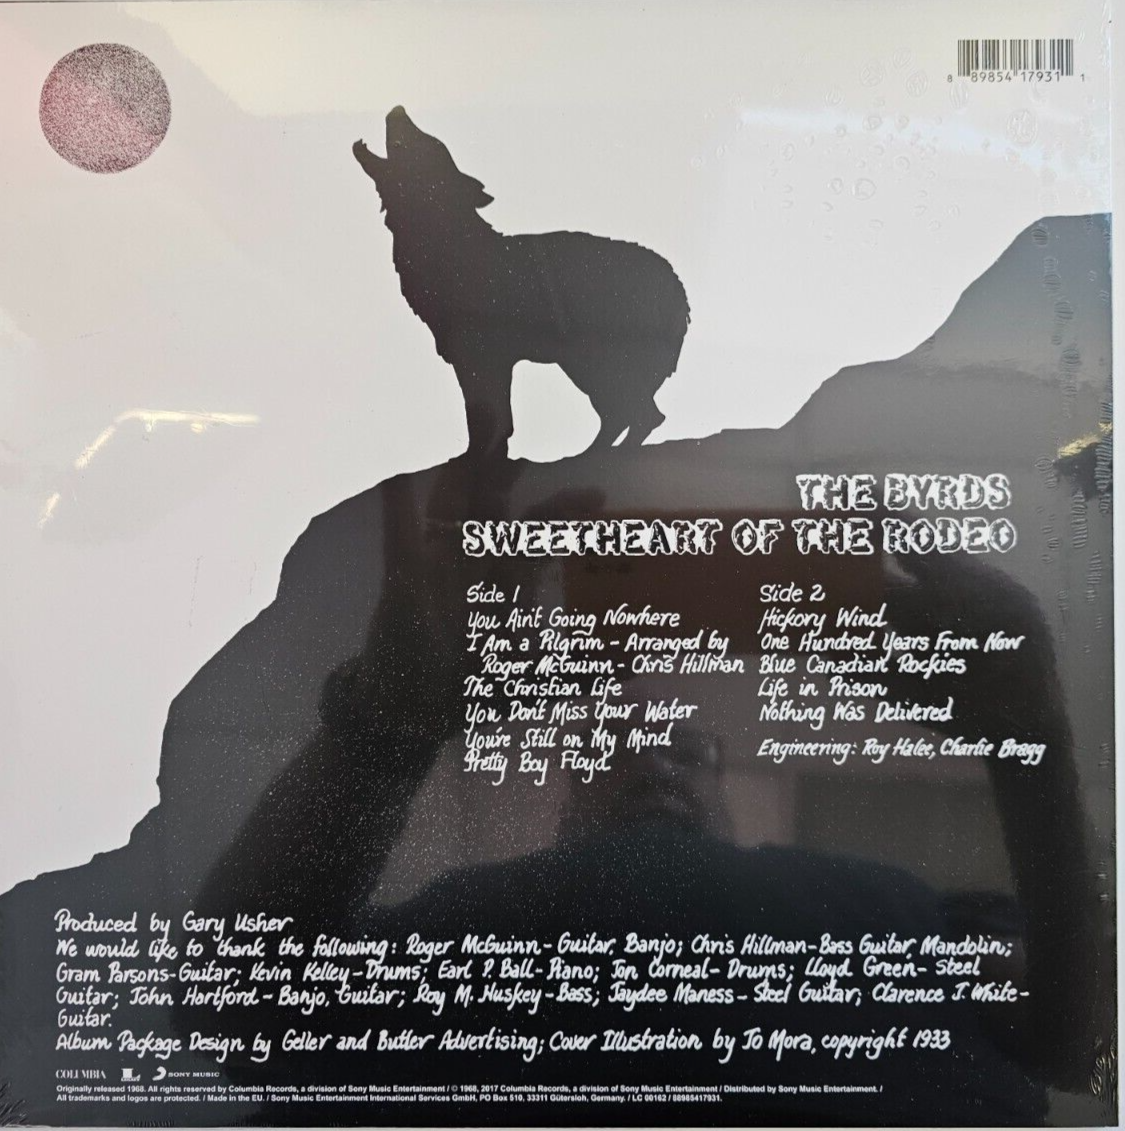 8 89854 17931 1
THE BYRDS
SWEETHEART OF THE RODEO
Side 1
You Ain't Going Nowhere
I Am a Pilgrim - Arranged by
Roger McGuinn - Chris Hillman
The Christian Life
You Don't Miss Your Water
You're Still on My Mind
Pretty Boy Floyd
Side 2
Hickory Wind
One Hundred Years From Now
Blue Canadian Rockies
Life in Prison
Nothing Was Delivered
Engineering: Roy Halee, Charlie Bragg
Produced by Gary Usher
We would like to thank the following: Roger McGuinn - Guitar, Banjo; Chris Hillman - Bass Guitar, Mandolin;
Gram Parsons - Guitar; Kevin Kelley - Drums; Earl P. Ball - Piano; Jon Corneal - Drums; Lloyd Green - Steel
Guitar; John Hartford - Banjo, Guitar; Roy M. Huskey - Bass; Jaydee Maness - Steel Guitar; Clarence J. White -
Guitar.
Album Package Design by Geller and Butler Advertising; Cover Illustration by Jo Mora, copyright 1933
COLUMBIA LEGACY SONY MUSIC
Originally released 1968. All rights reserved by Columbia Records, a division of Sony Music Entertainment / © 1968, 2017 Columbia Records, a division of Sony Music Entertainment / Distributed by Sony Music Entertainment. /
All trademarks and logos are protected. / Made in the EU. / Sony Music Entertainment International Services GmbH, PO Box 510, 33311 Gütersloh, Germany. / LC 00162 / 88985417931.